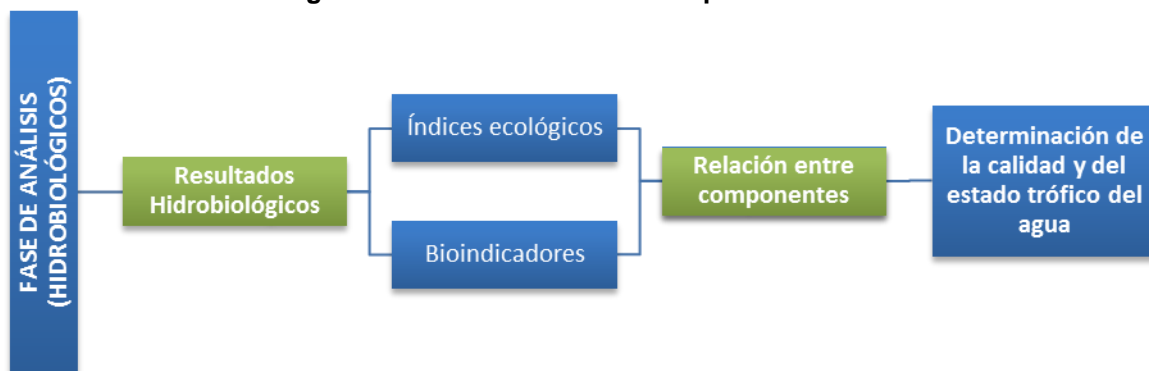 FASE DE ANÁLISIS
(HIDROBIOLÓGICOS)
Resultados
Hidrobiológicos
Índices ecológicos
Bioindicadores
Relación entre
componentes
Determinación de
la calidad y del
estado trófico del
agua